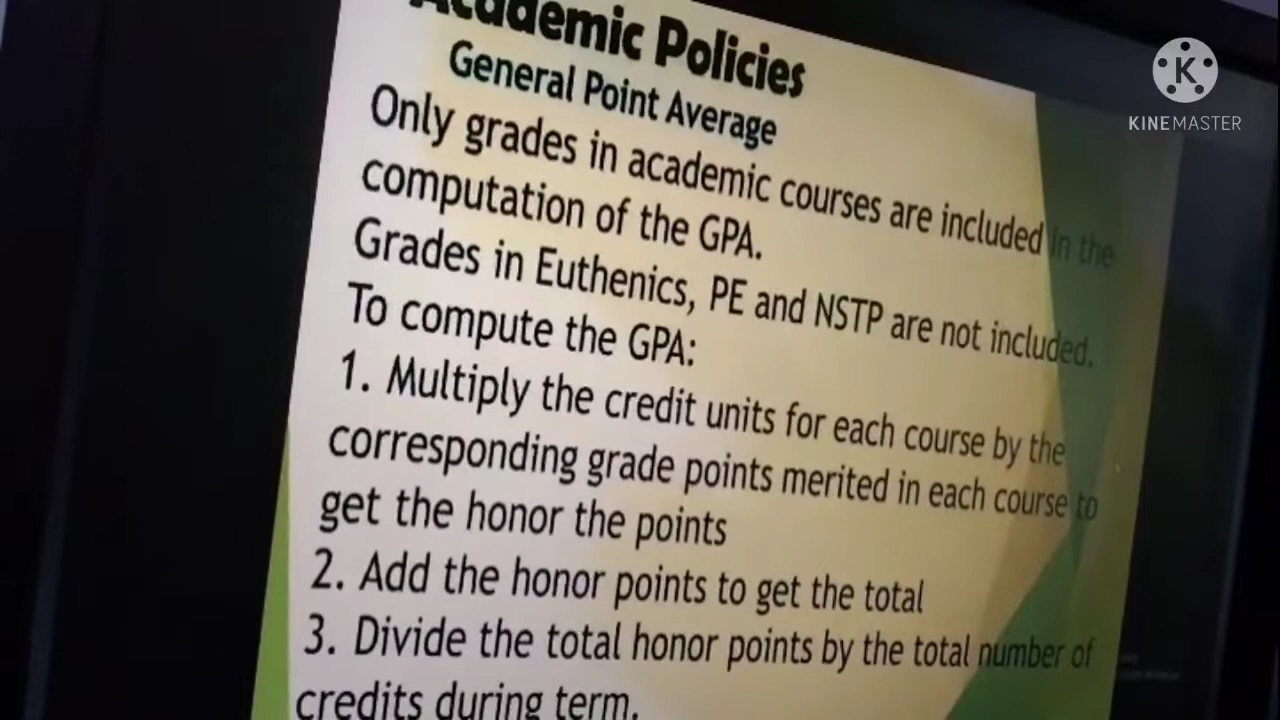 Academic Policies
General Point Average
Only grades in academic courses are included in the
computation of the GPA.
Grades in Euthenics, PE and NSTP are not included.
To compute the GPA:
1. Multiply the credit units for each course by the
corresponding grade points merited in each course to
get the honor the points
2. Add the honor points to get the total
3. Divide the total honor points by the total number of
credits during term.
K
KINEMASTER